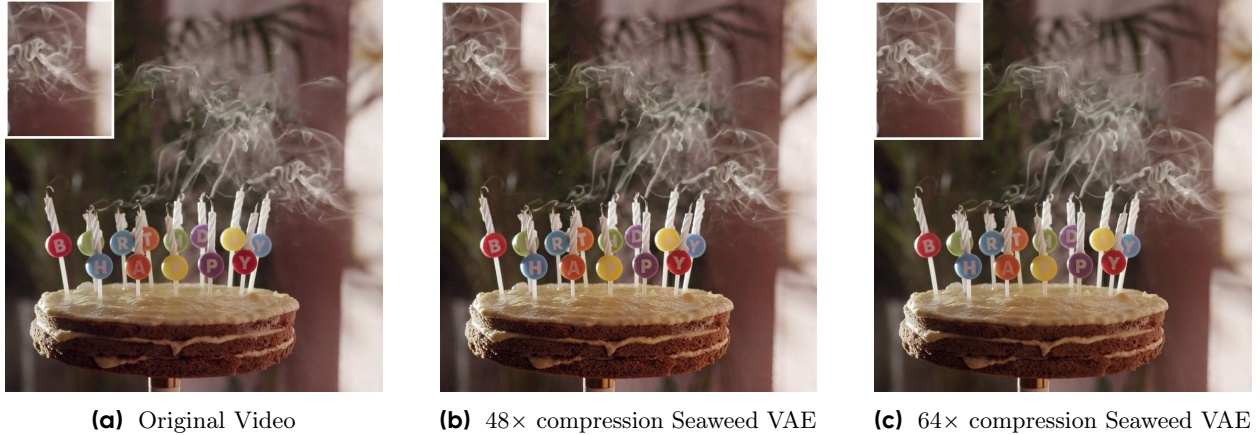 B I R T D Y
H A P P Y
B I R T D Y
H A P P Y
B I R T D Y
H A P P Y
(a) Original Video
(b) 48× compression Seaweed VAE
(c) 64× compression Seaweed VAE